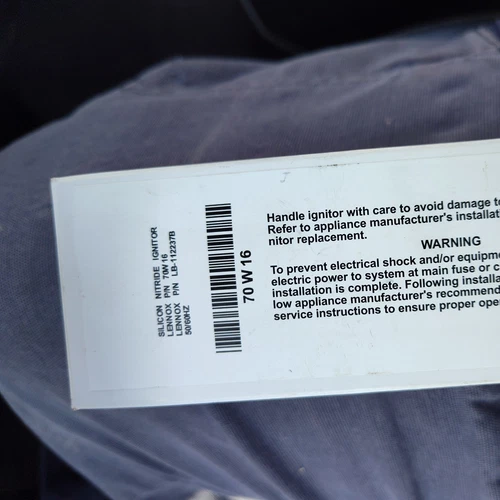 SILICON NITRIDE IGNITOR
LENNOX P/N 70W16
LENNOX P/N LB-112237B
50/60HZ
70 W 16
Handle ignitor with care to avoid damage to
Refer to appliance manufacturer's installat
nitor replacement.
WARNING
To prevent electrical shock and/or equipm
electric power to system at main fuse or c
installation is complete. Following installa
low appliance manufacturer's recommend
service instructions to ensure proper ope